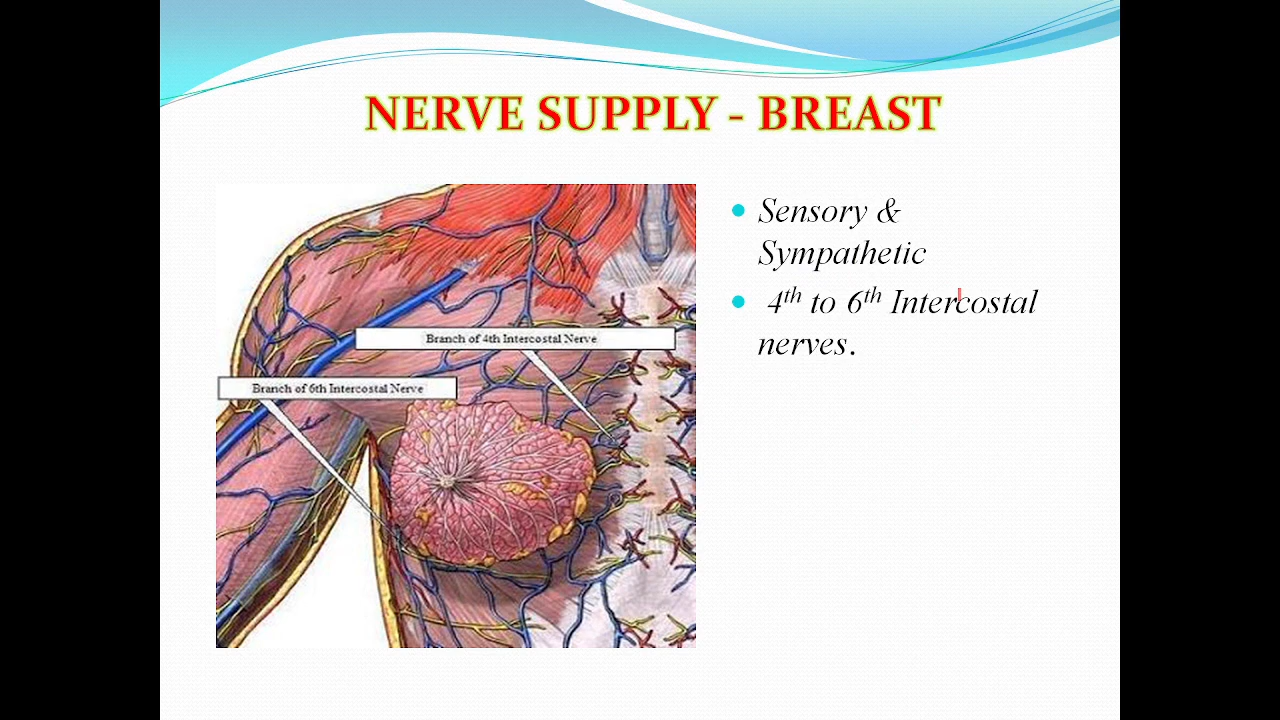 NERVE SUPPLY - BREAST
Branch of 4th Intercostal Nerve
Branch of 6th Intercostal Nerve
Sensory &
Sympathetic
4th to 6th Intercostal
nerves.